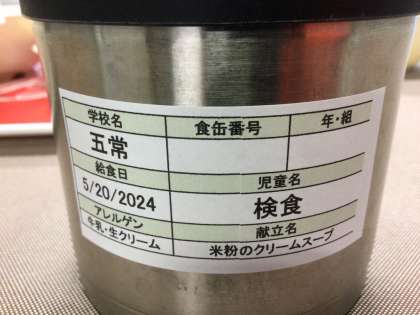 学校名 食缶番号 年・組
五常
給食日 児童名
5/20/2024 検食
アレルゲン 献立名
牛乳・生クリーム 米粉のクリームスープ